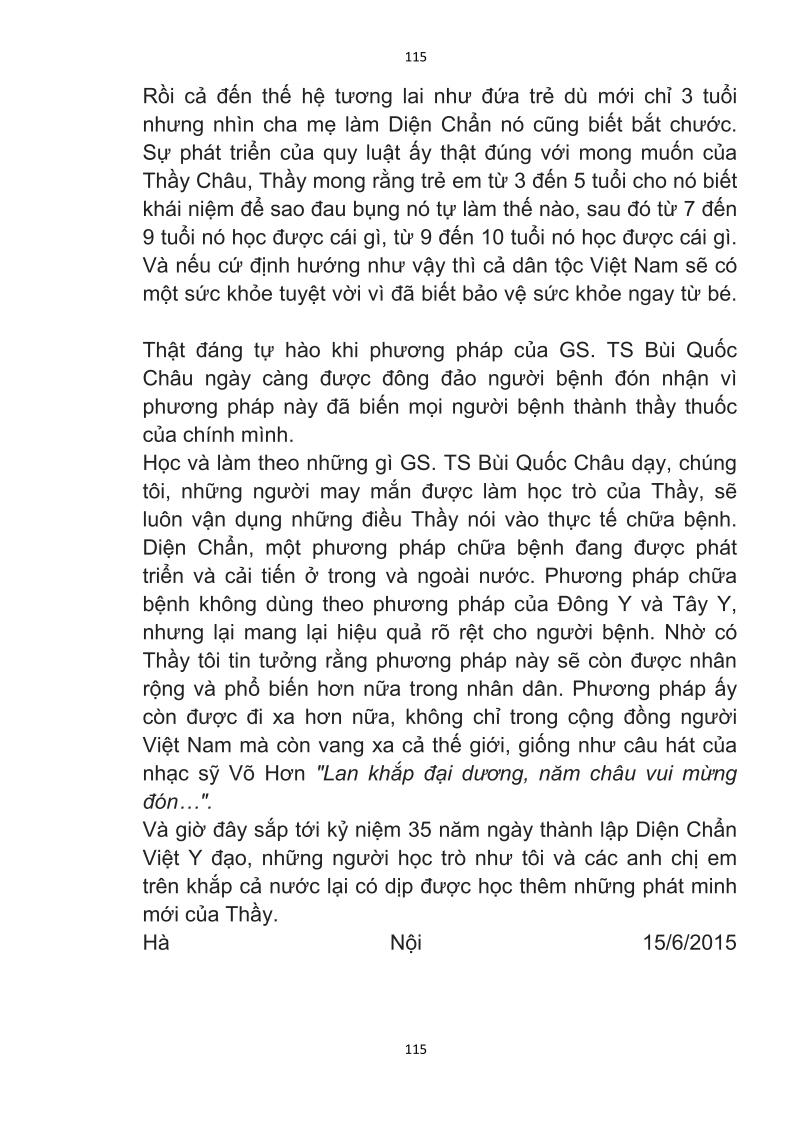 115
Rồi cả đến thế hệ tương lai như đứa trẻ dù mới chỉ 3 tuổi
nhưng nhìn cha mẹ làm Diện Chẩn nó cũng biết bắt chước.
Sự phát triển của quy luật ấy thật đúng với mong muốn của
Thầy Châu, Thầy mong rằng trẻ em từ 3 đến 5 tuổi cho nó biết
khái niệm để sao đau bụng nó tự làm thế nào, sau đó từ 7 đến
9 tuổi nó học được cái gì, từ 9 đến 10 tuổi nó học được cái gì.
Và nếu cứ định hướng như vậy thì cả dân tộc Việt Nam sẽ có
một sức khỏe tuyệt vời vì đã biết bảo vệ sức khỏe ngay từ bé.
Thật đáng tự hào khi phương pháp của GS. TS Bùi Quốc
Châu ngày càng được đông đảo người bệnh đón nhận vì
phương pháp này đã biến mọi người bệnh thành thầy thuốc
của chính mình.
Học và làm theo những gì GS. TS Bùi Quốc Châu dạy, chúng
tôi, những người may mắn được làm học trò của Thầy, sẽ
luôn vận dụng những điều Thầy nói vào thực tế chữa bệnh.
Diện Chẩn, một phương pháp chữa bệnh đang được phát
triển và cải tiến ở trong và ngoài nước. Phương pháp chữa
bệnh không dùng theo phương pháp của Đông Y và Tây Y,
nhưng lại mang lại hiệu quả rõ rệt cho người bệnh. Nhờ có
Thầy tôi tin tưởng rằng phương pháp này sẽ còn được nhân
rộng và phổ biến hơn nữa trong nhân dân. Phương pháp ấy
còn được đi xa hơn nữa, không chỉ trong cộng đồng người
Việt Nam mà còn vang xa cả thế giới, giống như câu hát của
nhạc sỹ Võ Hơn "Lan khắp đại dương, năm châu vui mừng
đón…".
Và giờ đây sắp tới kỷ niệm 35 năm ngày thành lập Diện Chẩn
Việt Y đạo, những người học trò như tôi và các anh chị em
trên khắp cả nước lại có dịp được học thêm những phát minh
mới của Thầy.
Hà Nội 15/6/2015
115